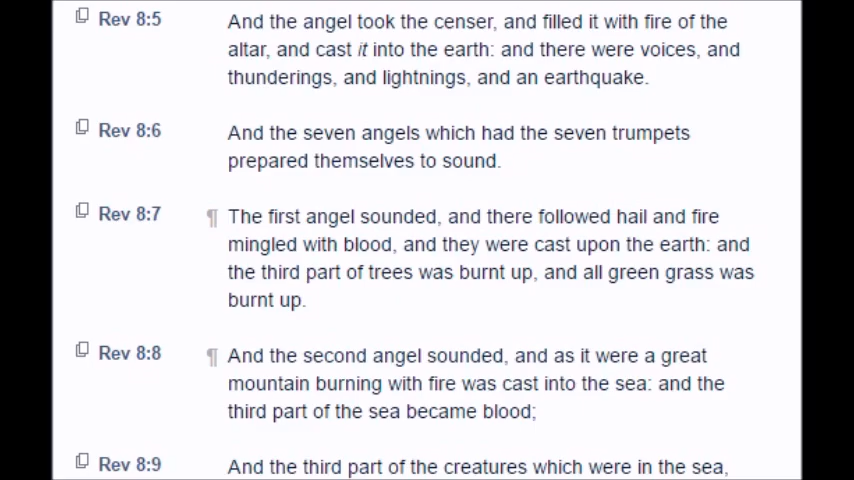 Rev 8:5 And the angel took the censer, and filled it with fire of the
altar, and cast it into the earth: and there were voices, and
thunderings, and lightnings, and an earthquake.
Rev 8:6 And the seven angels which had the seven trumpets
prepared themselves to sound.
Rev 8:7 ¶ The first angel sounded, and there followed hail and fire
mingled with blood, and they were cast upon the earth: and
the third part of trees was burnt up, and all green grass was
burnt up.
Rev 8:8 ¶ And the second angel sounded, and as it were a great
mountain burning with fire was cast into the sea: and the
third part of the sea became blood;
Rev 8:9 And the third part of the creatures which were in the sea,